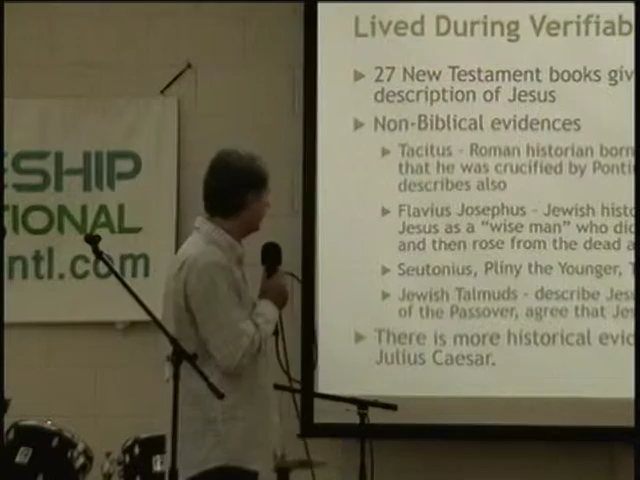 ESHIP
TIONAL
ntl.com
Lived During Verifiab
27 New Testament books giv
description of Jesus
Non-Biblical evidences
Tacitus - Roman historian born
that he was crucified by Ponti
describes also
Flavius Josephus - Jewish histo
Jesus as a "wise man" who did
and then rose from the dead a
Seutonius, Pliny the Younger, T
Jewish Talmuds - describe Jesu
of the Passover, agree that Jes
There is more historical evid
Julius Caesar.